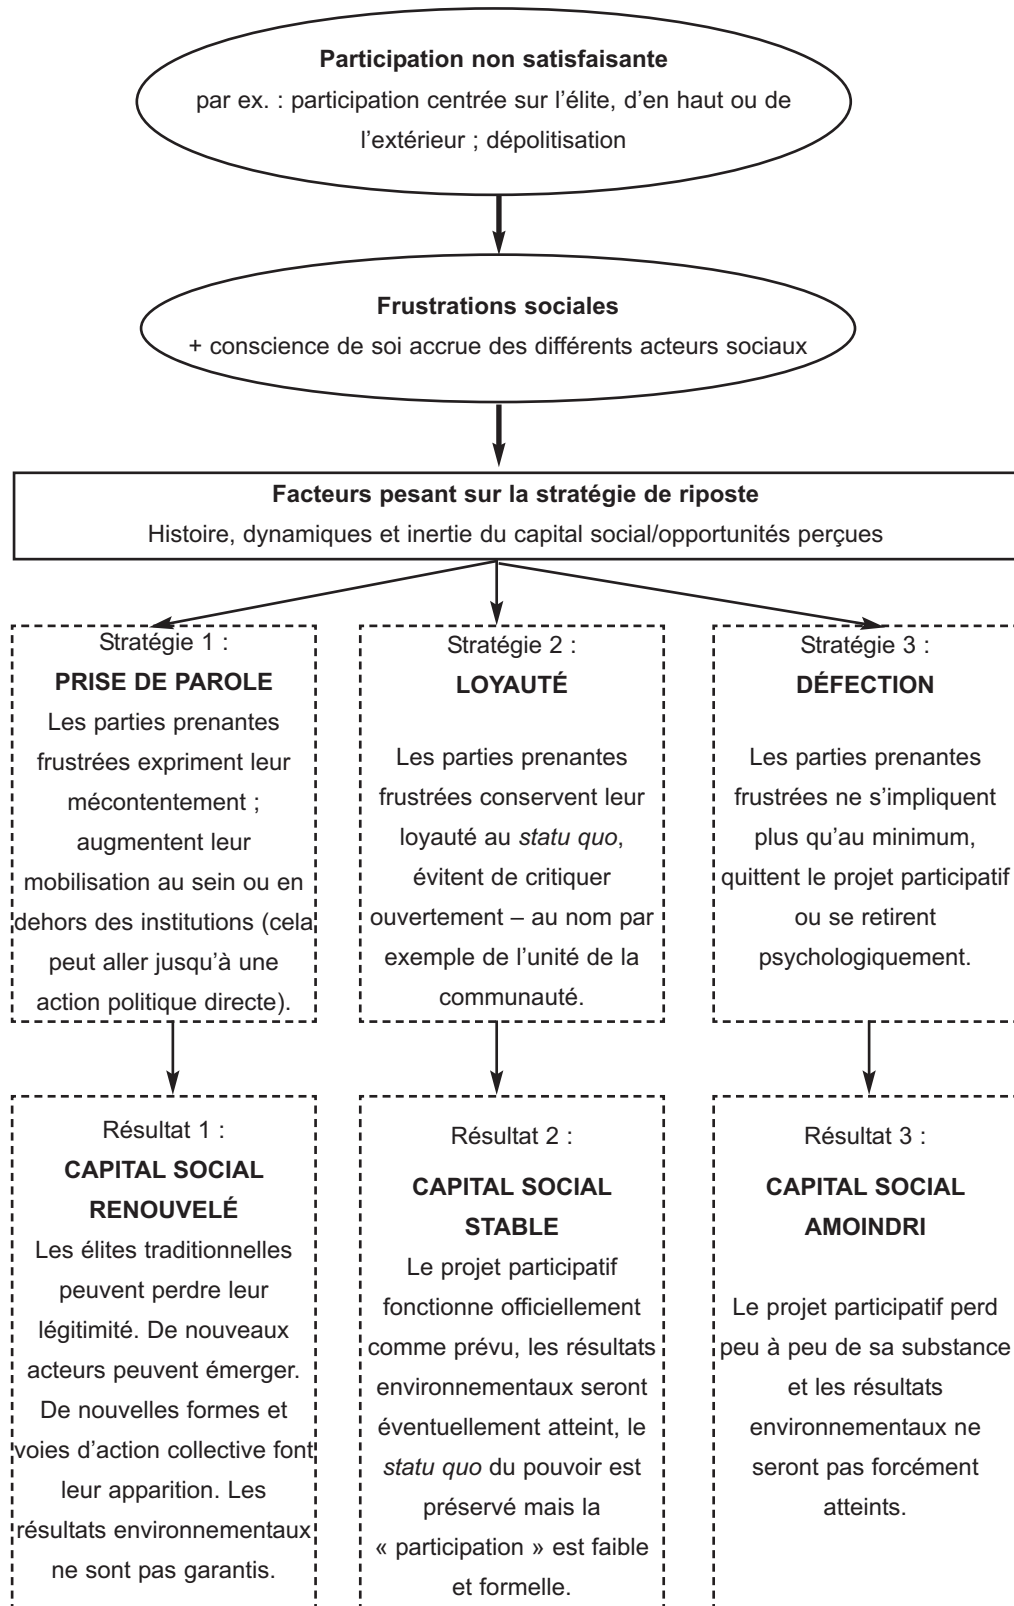 Participation non satisfaisante
par ex. : participation centrée sur l’élite, d’en haut ou de
l’extérieur ; dépolitisation
Frustrations sociales
+ conscience de soi accrue des différents acteurs sociaux
Facteurs pesant sur la stratégie de riposte
Histoire, dynamiques et inertie du capital social/opportunités perçues
Stratégie 1 :
PRISE DE PAROLE
Les parties prenantes
frustrées expriment leur
mécontentement ;
augmentent leur
mobilisation au sein ou en
dehors des institutions (cela
peut aller jusqu’à une
action politique directe).
Stratégie 2 :
LOYAUTÉ
Les parties prenantes
frustrées conservent leur
loyauté au statu quo,
évitent de critiquer
ouvertement – au nom par
exemple de l’unité de la
communauté.
Stratégie 3 :
DÉFECTION
Les parties prenantes
frustrées ne s’impliquent
plus qu’au minimum,
quittent le projet participatif
ou se retirent
psychologiquement.
Résultat 1 :
CAPITAL SOCIAL
RENOUVELÉ
Les élites traditionnelles
peuvent perdre leur
légitimité. De nouveaux
acteurs peuvent émerger.
De nouvelles formes et
voies d’action collective font
leur apparition. Les
résultats environnementaux
ne sont pas garantis.
Résultat 2 :
CAPITAL SOCIAL
STABLE
Le projet participatif
fonctionne officiellement
comme prévu, les résultats
environnementaux seront
éventuellement atteint, le
statu quo du pouvoir est
préservé mais la
« participation » est faible
et formelle.
Résultat 3 :
CAPITAL SOCIAL
AMOINDRI
Le projet participatif perd
peu à peu de sa substance
et les résultats
environnementaux ne
seront pas forcément
atteints.